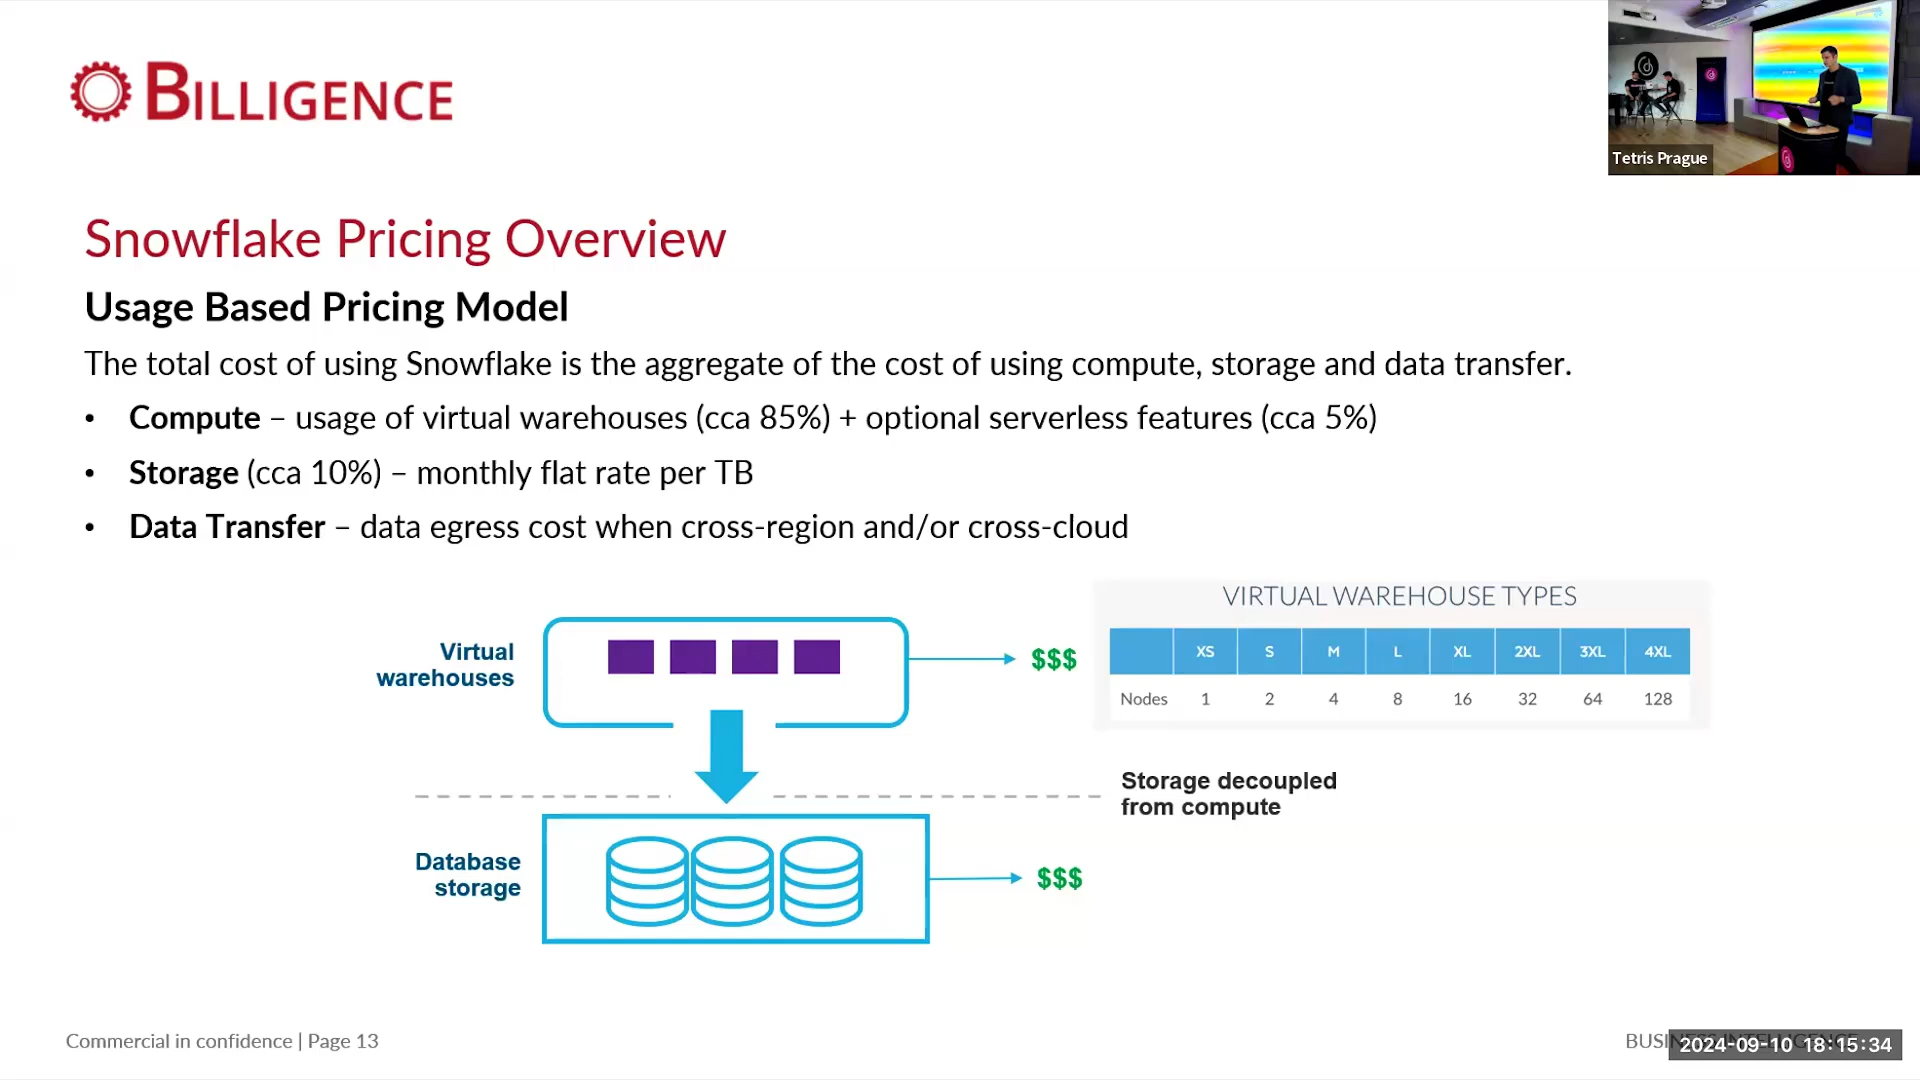 BILLIGENCE
Tetris Prague
Snowflake Pricing Overview
Usage Based Pricing Model
The total cost of using Snowflake is the aggregate of the cost of using compute, storage and data transfer.
• Compute – usage of virtual warehouses (cca 85%) + optional serverless features (cca 5%)
• Storage (cca 10%) – monthly flat rate per TB
• Data Transfer – data egress cost when cross-region and/or cross-cloud
VIRTUAL WAREHOUSE TYPES
XS S M L XL 2XL 3XL 4XL
Nodes 1 2 4 8 16 32 64 128
Virtual
warehouses
$$$
Storage decoupled
from compute
Database
storage
$$$
Commercial in confidence | Page 13
2024-09-10 18:15:34